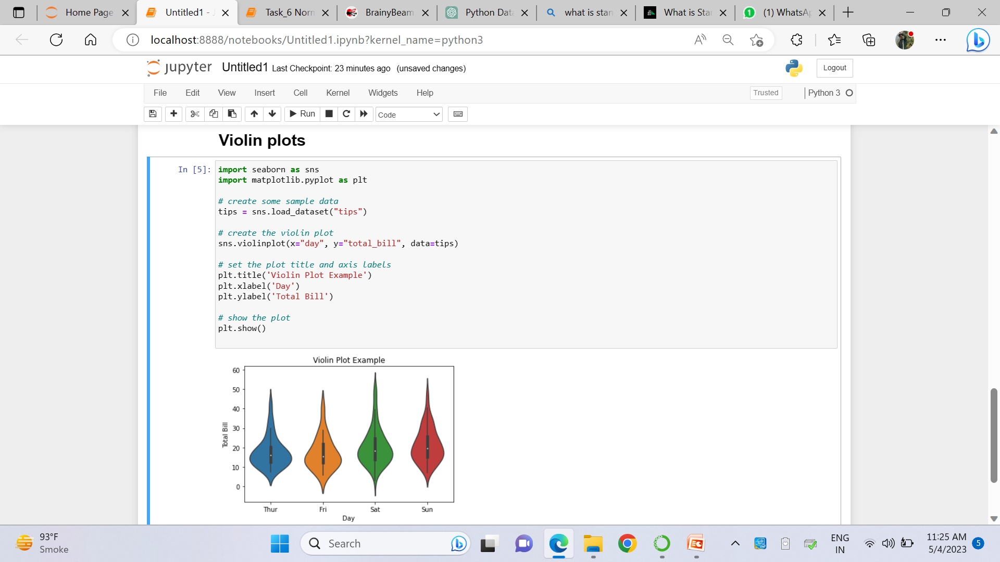 Home Page
Untitled1 - J
Task_6 Norm
BrainyBeam
Python Data
what is stan
What is Star
(1) WhatsAp
localhost:8888/notebooks/Untitled1.ipynb?kernel_name=python3
jupyter Untitled1 Last Checkpoint: 23 minutes ago (unsaved changes)
Logout
File Edit View Insert Cell Kernel Widgets Help
Trusted
Python 3
Run
Code
Violin plots
In [5]:
import seaborn as sns
import matplotlib.pyplot as plt
# create some sample data
tips = sns.load_dataset("tips")
# create the violin plot
sns.violinplot(x="day", y="total_bill", data=tips)
# set the plot title and axis labels
plt.title('Violin Plot Example')
plt.xlabel('Day')
plt.ylabel('Total Bill')
# show the plot
plt.show()
Violin Plot Example
60
50
40
30
20
10
0
Total Bill
Thur Fri Sat Sun
Day
93°F
Smoke
Search
ENG
IN
11:25 AM
5/4/2023
5